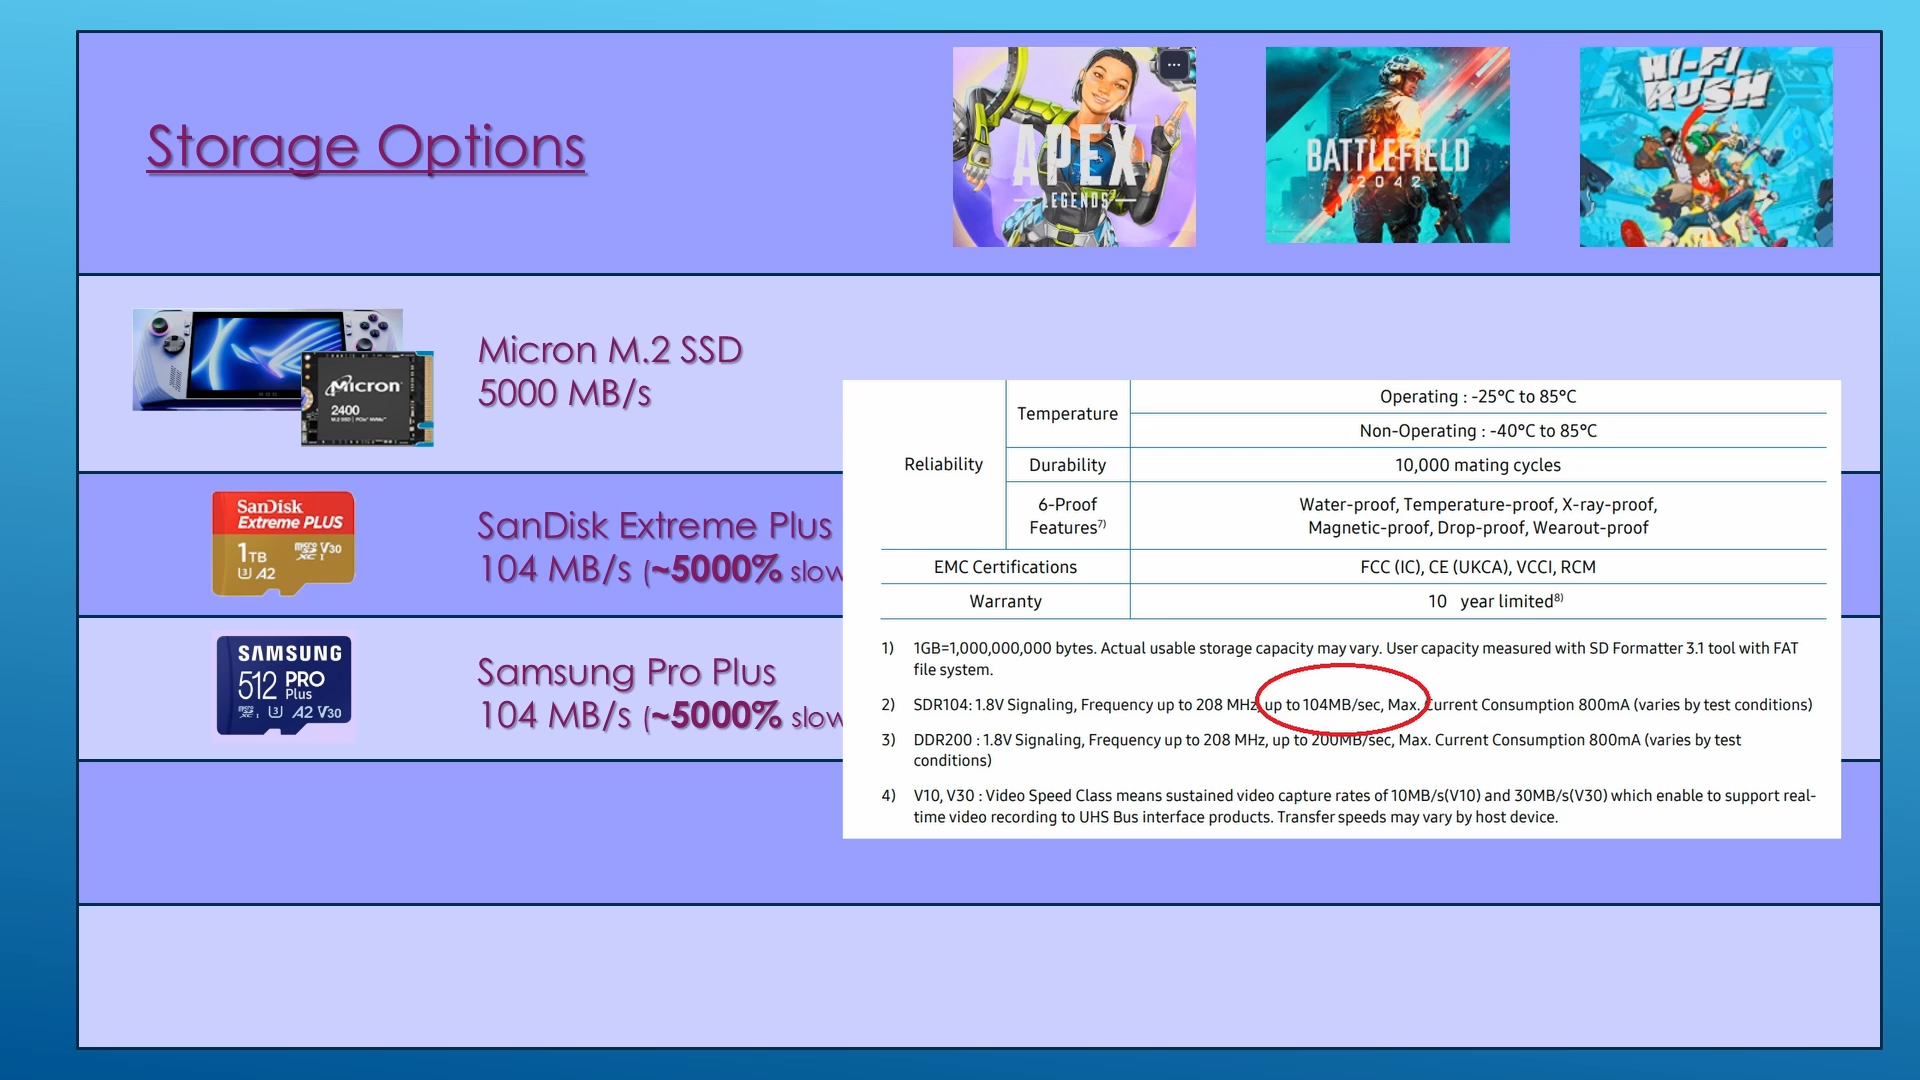 Storage Options
APEX
LEGENDS
BATTLEFIELD
2042
HI-FI
RUSH
Micron
2400
Micron M.2 SSD
5000 MB/s
SanDisk
Extreme PLUS
1TB
micro SD XC I V30
U3 A2
SanDisk Extreme Plus
104 MB/s (~5000% slow
SAMSUNG
512 PRO
Plus
micro SD XC I U3 A2 V30
Samsung Pro Plus
104 MB/s (~5000% slow
Reliability
Temperature
Operating : -25°C to 85°C
Non-Operating : -40°C to 85°C
Durability
10,000 mating cycles
6-Proof
Features7)
Water-proof, Temperature-proof, X-ray-proof,
Magnetic-proof, Drop-proof, Wearout-proof
EMC Certifications
FCC (IC), CE (UKCA), VCCI, RCM
Warranty
10 year limited8)
1) 1GB=1,000,000,000 bytes. Actual usable storage capacity may vary. User capacity measured with SD Formatter 3.1 tool with FAT
file system.
2) SDR104: 1.8V Signaling, Frequency up to 208 MHz, up to 104MB/sec, Max. Current Consumption 800mA (varies by test conditions)
3) DDR200 : 1.8V Signaling, Frequency up to 208 MHz, up to 200MB/sec, Max. Current Consumption 800mA (varies by test
conditions)
4) V10, V30 : Video Speed Class means sustained video capture rates of 10MB/s(V10) and 30MB/s(V30) which enable to support real-
time video recording to UHS Bus interface products. Transfer speeds may vary by host device.